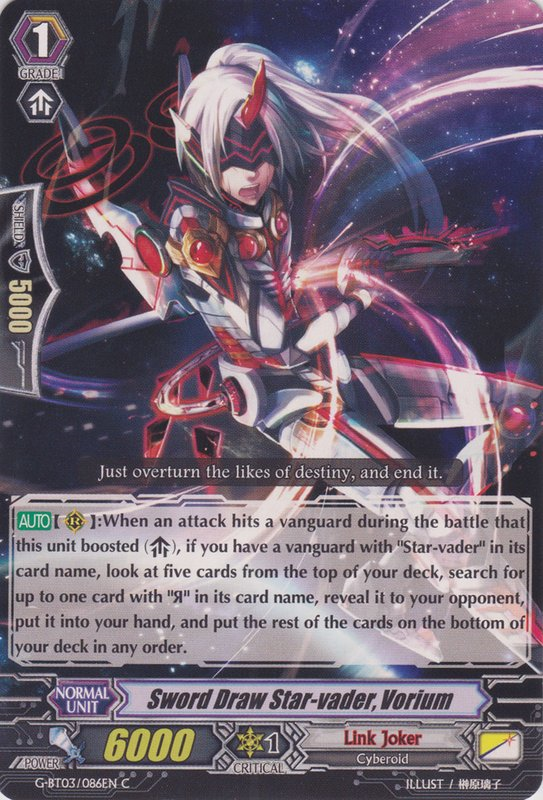 1
GRADE
SHIELD
5000
Just overturn the likes of destiny, and end it.
AUTO [ R ]:When an attack hits a vanguard during the battle that
this unit boosted ( ), if you have a vanguard with "Star-vader" in its
card name, look at five cards from the top of your deck, search for
up to one card with "Я" in its card name, reveal it to your opponent,
put it into your hand, and put the rest of the cards on the bottom of
your deck in any order.
NORMAL
UNIT
Sword Draw Star-vader, Vorium
POWER
6000
1
CRITICAL
Link Joker
Cyberoid
G-BT03/086EN C
ILLUST / 榊原璃子